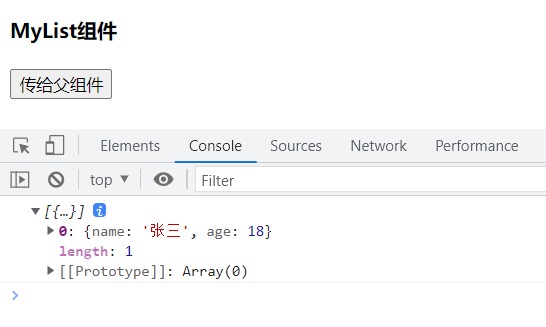 MyList组件
传给父组件
Elements Console Sources Network Performance
top Filter
[{…}] i
0: {name: '张三', age: 18}
length: 1
[[Prototype]]: Array(0)